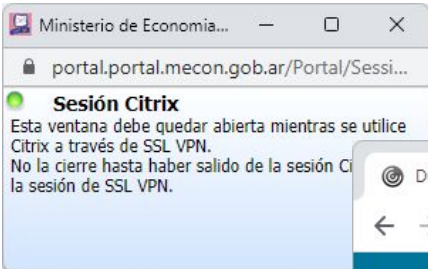 Ministerio de Economia...
portal.portal.mecon.gob.ar/Portal/Sessi...
Sesión Citrix
Esta ventana debe quedar abierta mientras se utilice
Citrix a través de SSL VPN.
No la cierre hasta haber salido de la sesión
la sesión de SSL VPN.